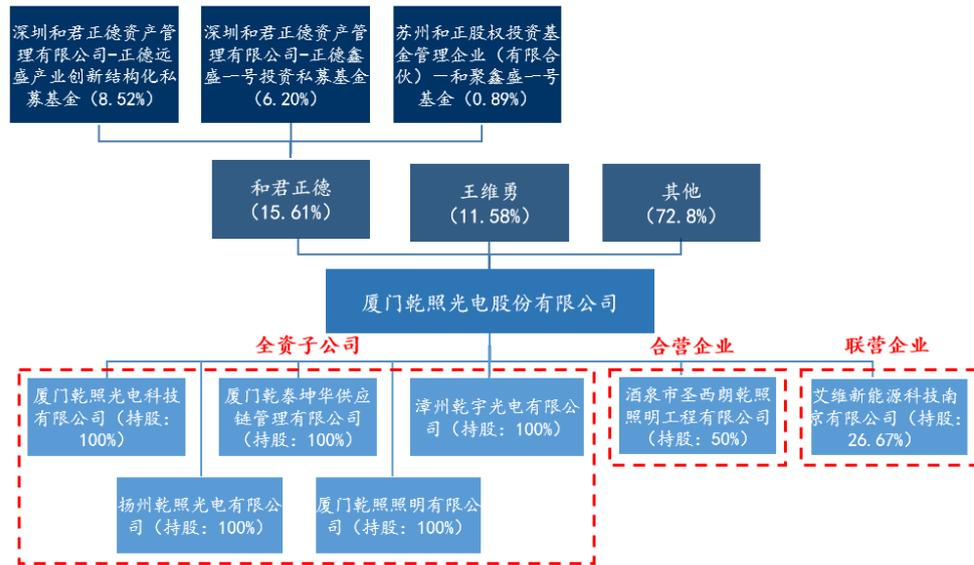 深圳和君正德资产管
理有限公司-正德远
盛产业创新结构化私
募基金（8.52%）
深圳和君正德资产管
理有限公司-正德鑫
盛一号投资私募基金
（6.20%）
苏州和正股权投资基
金管理企业（有限合
伙）—和聚鑫盛一号
基金（0.89%）
和君正德
（15.61%）
王维勇
（11.58%）
其他
（72.8%）
厦门乾照光电股份有限公司
全资子公司
合营企业
联营企业
厦门乾照光电科技
有限公司（持股：
100%）
厦门乾泰坤华供应
链管理有限公司
（持股：100%）
漳州乾宇光电有限公
司（持股：100%）
酒泉市圣西朗乾照
照明工程有限公司
（持股：50%）
艾维新能源科技南
京有限公司（持股：
26.67%）
扬州乾照光电有限公
司（持股：100%）
厦门乾照照明有限公
司（持股：100%）